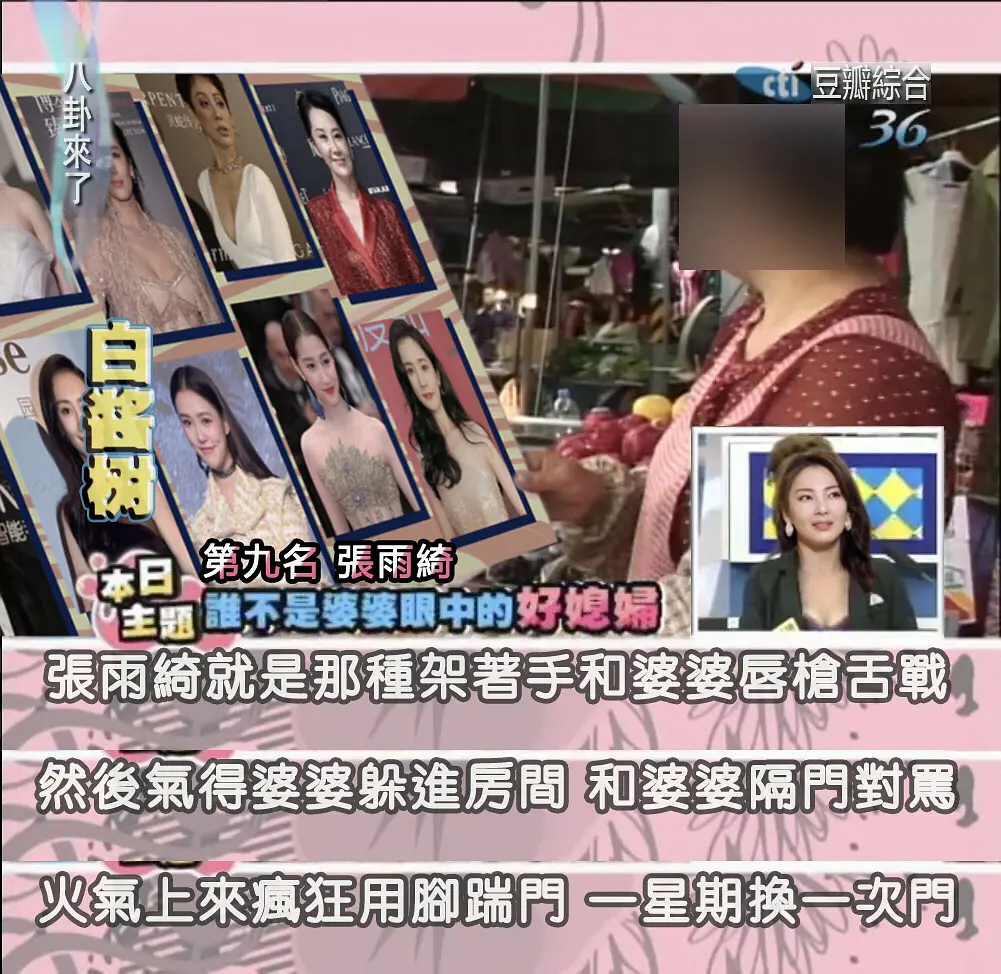 八卦來了
cti 豆瓣綜合
36
PENT
白婆树
本日主題
第九名 張雨綺
誰不是婆婆眼中的好媳婦
張雨綺就是那種架著手和婆婆唇槍舌戰
然後氣得婆婆躲進房間 和婆婆隔門對罵
火氣上來瘋狂用腳踹門 一星期換一次門